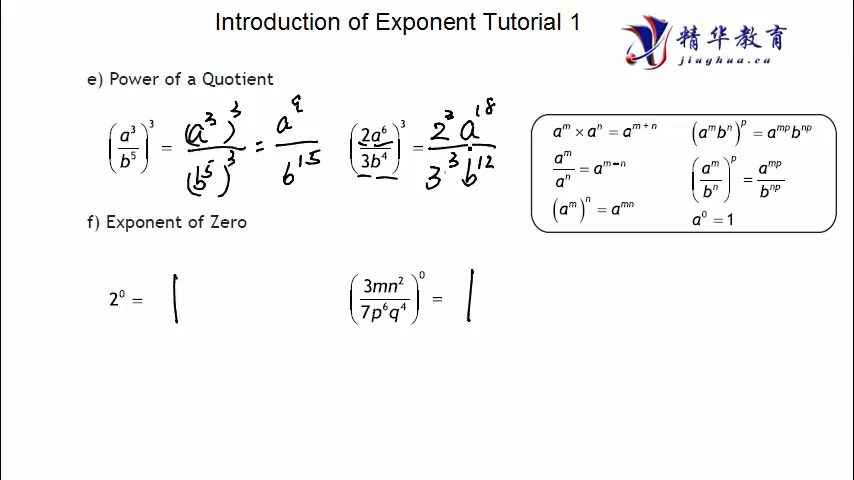 Introduction of Exponent Tutorial 1
精华教育
jinghua.ca
e) Power of a Quotient
(a³/b⁵)³ = (a³)³/(b⁵)³ = a⁹/b¹⁵
(2a⁶/3b⁴)³ = 2³a¹⁸/3³b¹²
aᵐ × aⁿ = aᵐ⁺ⁿ
(aᵐbⁿ)ᵖ = aᵐᵖbⁿᵖ
aᵐ/aⁿ = aᵐ⁻ⁿ
(aᵐ/bⁿ)ᵖ = aᵐᵖ/bⁿᵖ
(aᵐ)ⁿ = aᵐⁿ
a⁰ = 1
f) Exponent of Zero
2⁰ = 1
(3mn²/7p⁶q⁴)⁰ = 1